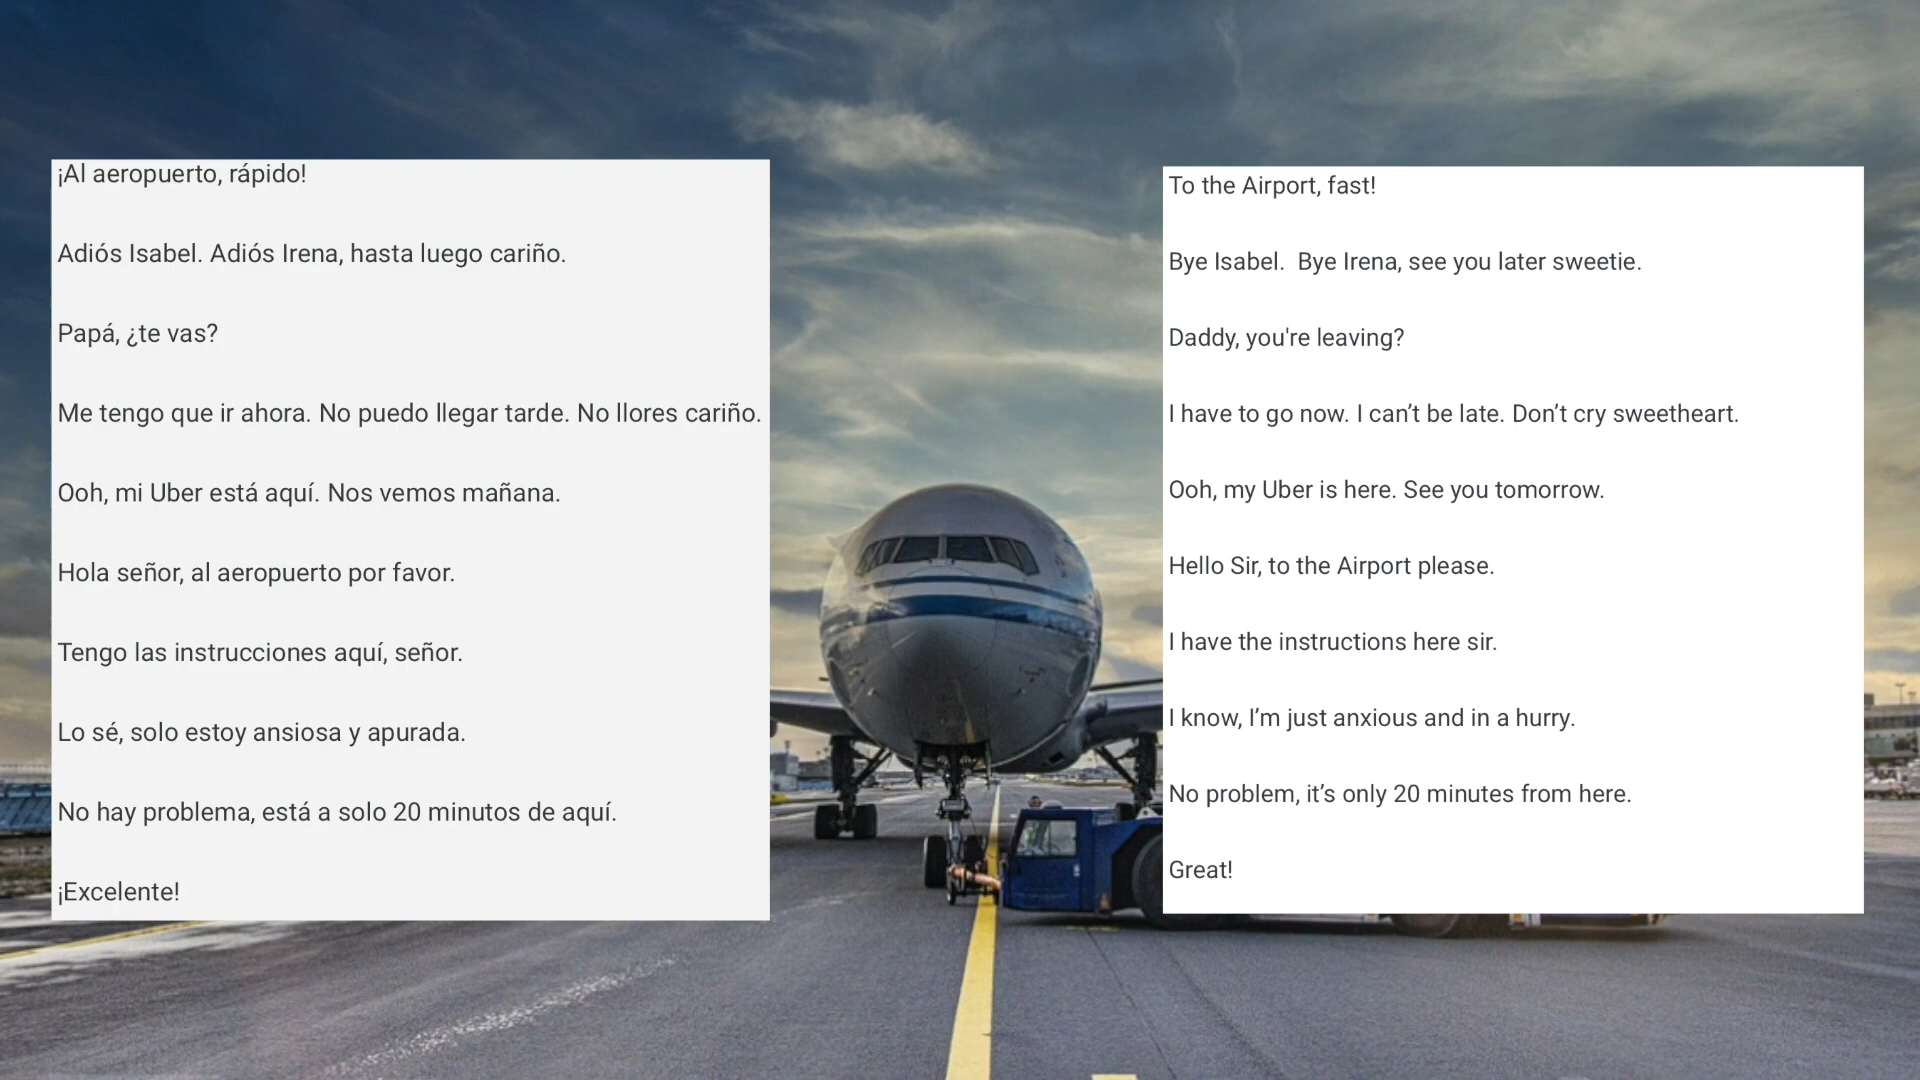 ¡Al aeropuerto, rápido!
Adiós Isabel. Adiós Irena, hasta luego cariño.
Papá, ¿te vas?
Me tengo que ir ahora. No puedo llegar tarde. No llores cariño.
Ooh, mi Uber está aquí. Nos vemos mañana.
Hola señor, al aeropuerto por favor.
Tengo las instrucciones aquí, señor.
Lo sé, solo estoy ansiosa y apurada.
No hay problema, está a solo 20 minutos de aquí.
¡Excelente!
To the Airport, fast!
Bye Isabel.  Bye Irena, see you later sweetie.
Daddy, you're leaving?
I have to go now. I can’t be late. Don’t cry sweetheart.
Ooh, my Uber is here. See you tomorrow.
Hello Sir, to the Airport please.
I have the instructions here sir.
I know, I’m just anxious and in a hurry.
No problem, it’s only 20 minutes from here.
Great!